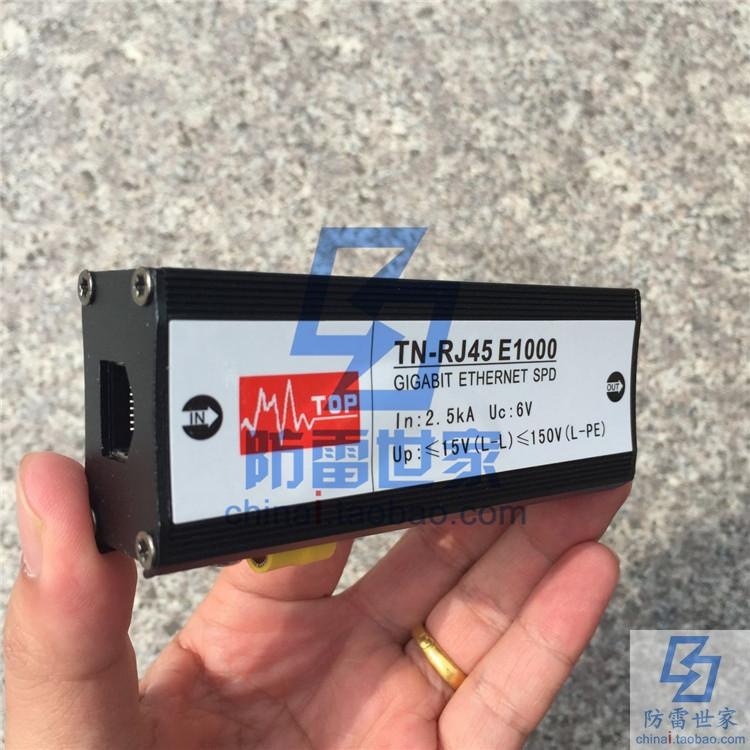 TN-RJ45 E1000
GIGABIT ETHERNET SPD
IN
TOP
In:2.5kA Uc:6V
OUT
Up:≤15V(L-L)≤150V(L-PE)
防雷世家
chinai.taobao.com
防雷世家
chinai.taobao.com